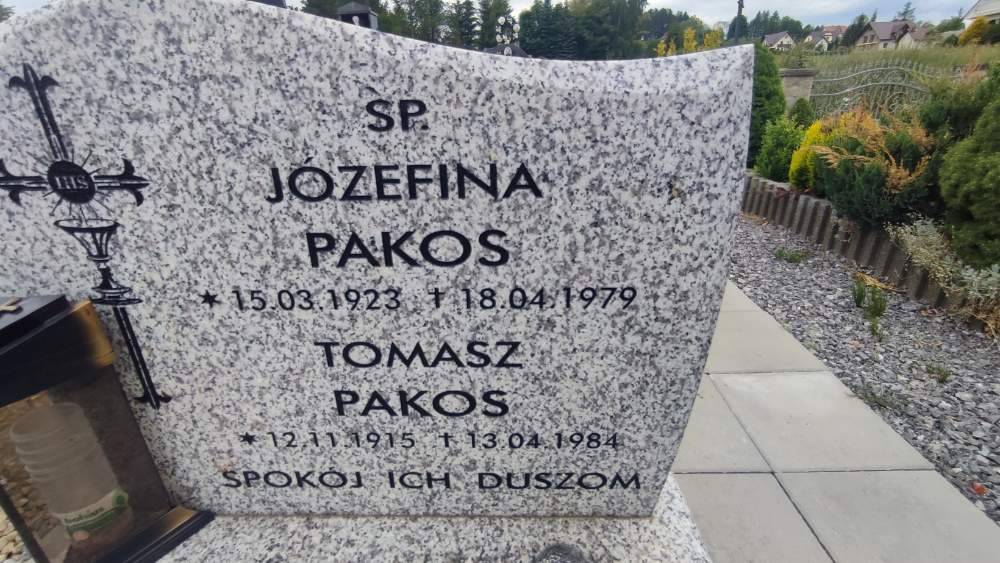 IHS
SP.
JÓZEFINA
PAKOS
* 15.03.1923 † 18.04.1979
TOMASZ
PAKOS
* 12.11.1915 † 13.04.1984
SPOKÓJ ICH DUSZOM